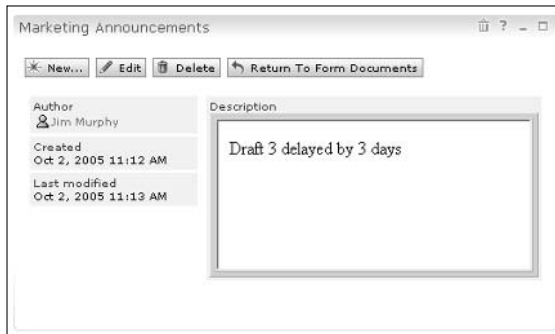 Marketing Announcements
New... Edit Delete Return To Form Documents
Author
Jim Murphy
Created
Oct 2, 2005 11:12 AM
Last modified
Oct 2, 2005 11:13 AM
Description
Draft 3 delayed by 3 days